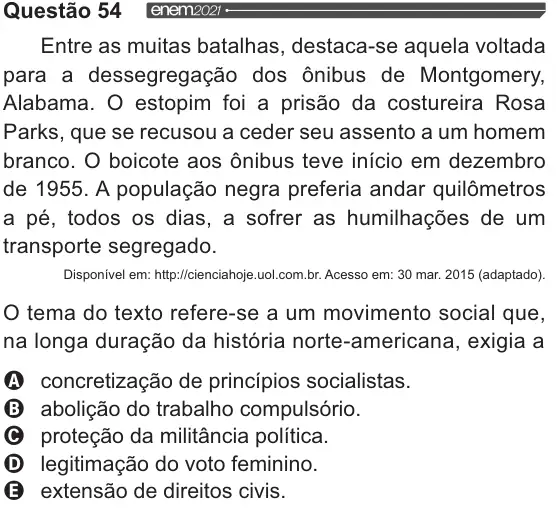 Questão 54 enem2021
Entre as muitas batalhas, destaca-se aquela voltada
para a dessegregação dos ônibus de Montgomery,
Alabama. O estopim foi a prisão da costureira Rosa
Parks, que se recusou a ceder seu assento a um homem
branco. O boicote aos ônibus teve início em dezembro
de 1955. A população negra preferia andar quilômetros
a pé, todos os dias, a sofrer as humilhações de um
transporte segregado.
Disponível em: http://cienciahoje.uol.com.br. Acesso em: 30 mar. 2015 (adaptado).
O tema do texto refere-se a um movimento social que,
na longa duração da história norte-americana, exigia a
A concretização de princípios socialistas.
B abolição do trabalho compulsório.
C proteção da militância política.
D legitimação do voto feminino.
E extensão de direitos civis.